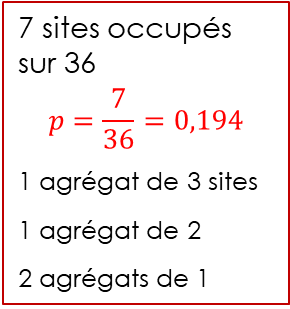 7 sites occupés
sur 36
p = 7/36 = 0,194
1 agrégat de 3 sites
1 agrégat de 2
2 agrégats de 1